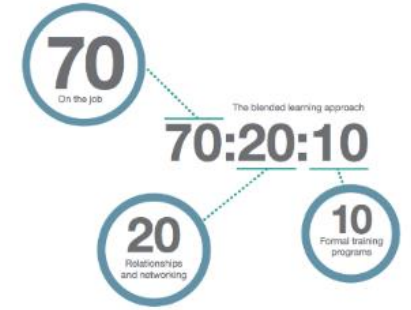 70
On the job
The blended learning approach
70:20:10
20
Relationships
and networking
10
Formal training
programs